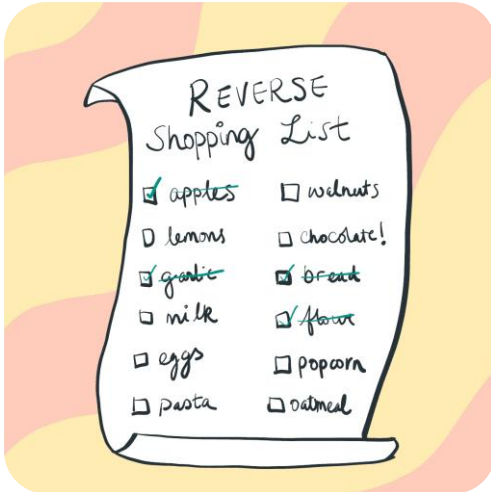 REVERSE
Shopping List
apples
lemons
garlic
milk
eggs
pasta
walnuts
chocolate!
bread
flour
popcorn
oatmeal